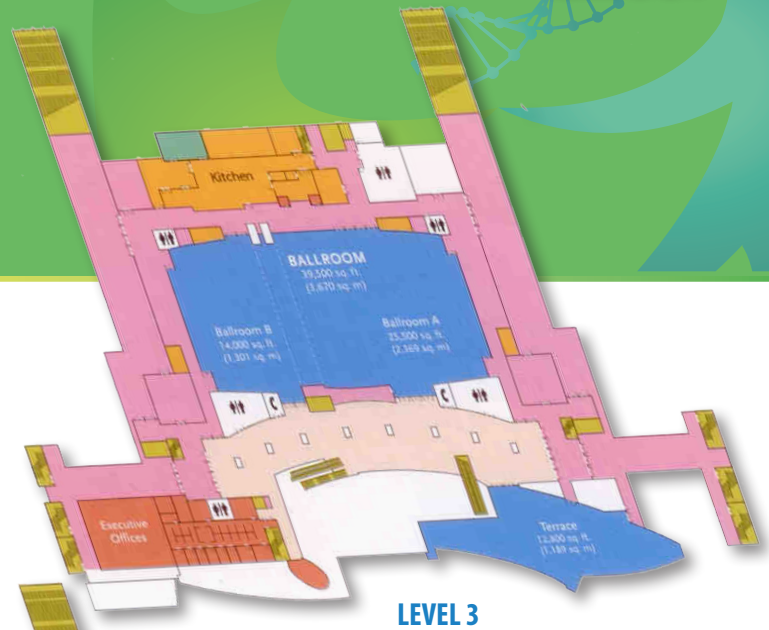 Kitchen
BALLROOM
39,500 sq. ft.
(3,670 sq. m)
Ballroom B
14,000 sq. ft.
(1,301 sq. m)
Ballroom A
25,500 sq. ft.
(2,369 sq. m)
Executive
Offices
Terrace
12,800 sq. ft.
(1,189 sq. m)
LEVEL 3